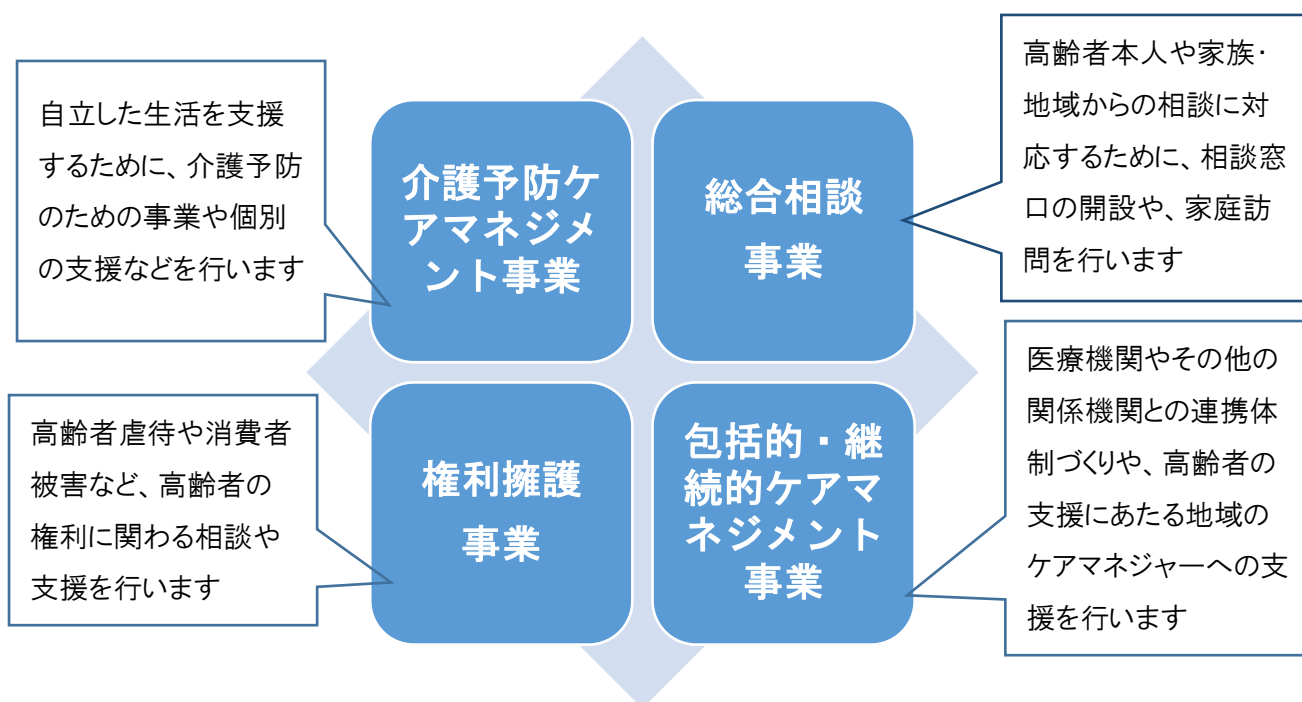 自立した生活を支援
するために、介護予防
のための事業や個別
の支援などを行います
介護予防ケ
アマネジメ
ント事業
総合相談
事業
高齢者本人や家族・
地域からの相談に対
応するために、相談窓
口の開設や、家庭訪
問を行います
高齢者虐待や消費者
被害など、高齢者の
権利に関わる相談や
支援を行います
権利擁護
事業
包括的・継
続的ケアマ
ネジメント
事業
医療機関やその他の
関係機関との連携体
制づくりや、高齢者の
支援にあたる地域の
ケアマネジャーへの支
援を行います